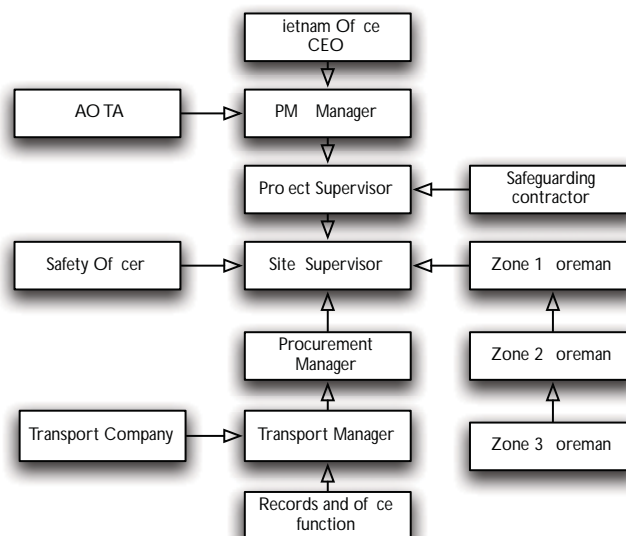 ietnam Of ce
CEO
AO TA
PM Manager
Pro ect Supervisor
Safeguarding
contractor
Safety Of cer
Site Supervisor
Zone 1 oreman
Procurement
Manager
Zone 2 oreman
Transport Company
Transport Manager
Zone 3 oreman
Records and of ce
function